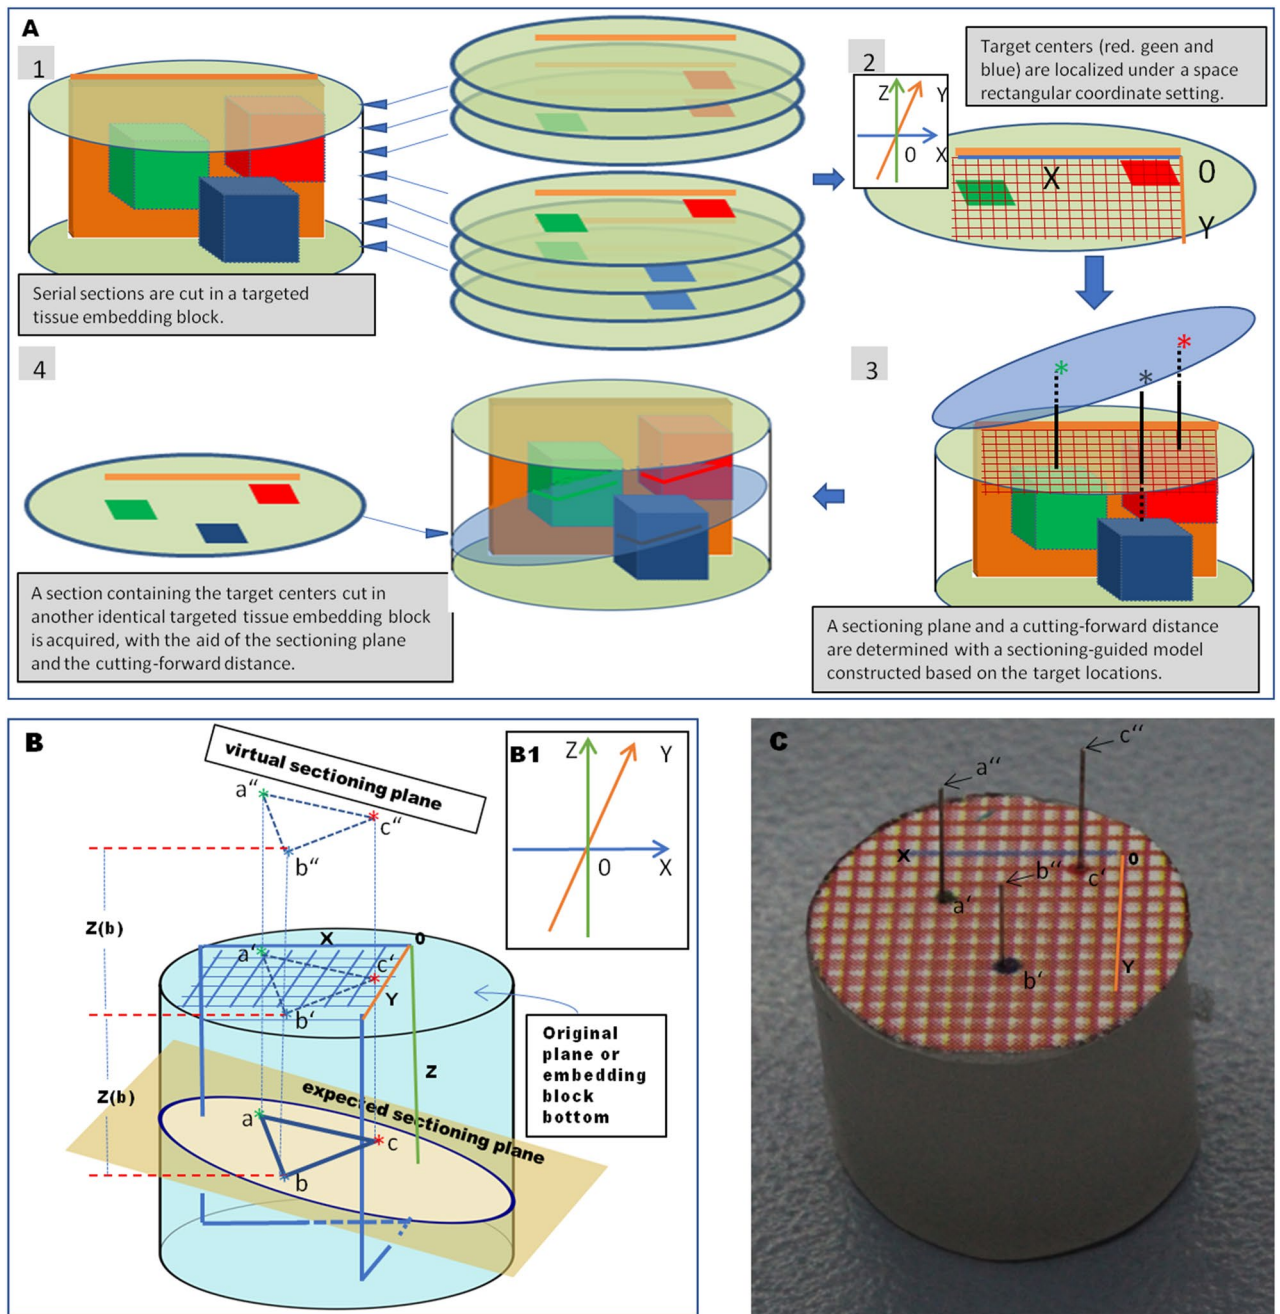 A
1
Serial sections are cut in a targeted
tissue embedding block.
2
Z
Y
0
X
Target centers (red. geen and
blue) are localized under a space
rectangular coordinate setting.
X
0
Y
4
A section containing the target centers cut in
another identical targeted tissue embedding block
is acquired, with the aid of the sectioning plane
and the cutting-forward distance.
3
*
*
*
A sectioning plane and a cutting-forward distance
are determined with a sectioning-guided model
constructed based on the target locations.
B
virtual sectioning plane
a“
c“
b“
Z(b)
X
0
a‘
c‘
Y
b‘
Z
Z(b)
expected sectioning plane
a
c
b
Original
plane or
embedding
block
bottom
B1
Z
Y
0
X
C
c“
a“
X
0
b“
c‘
a‘
Y
b‘